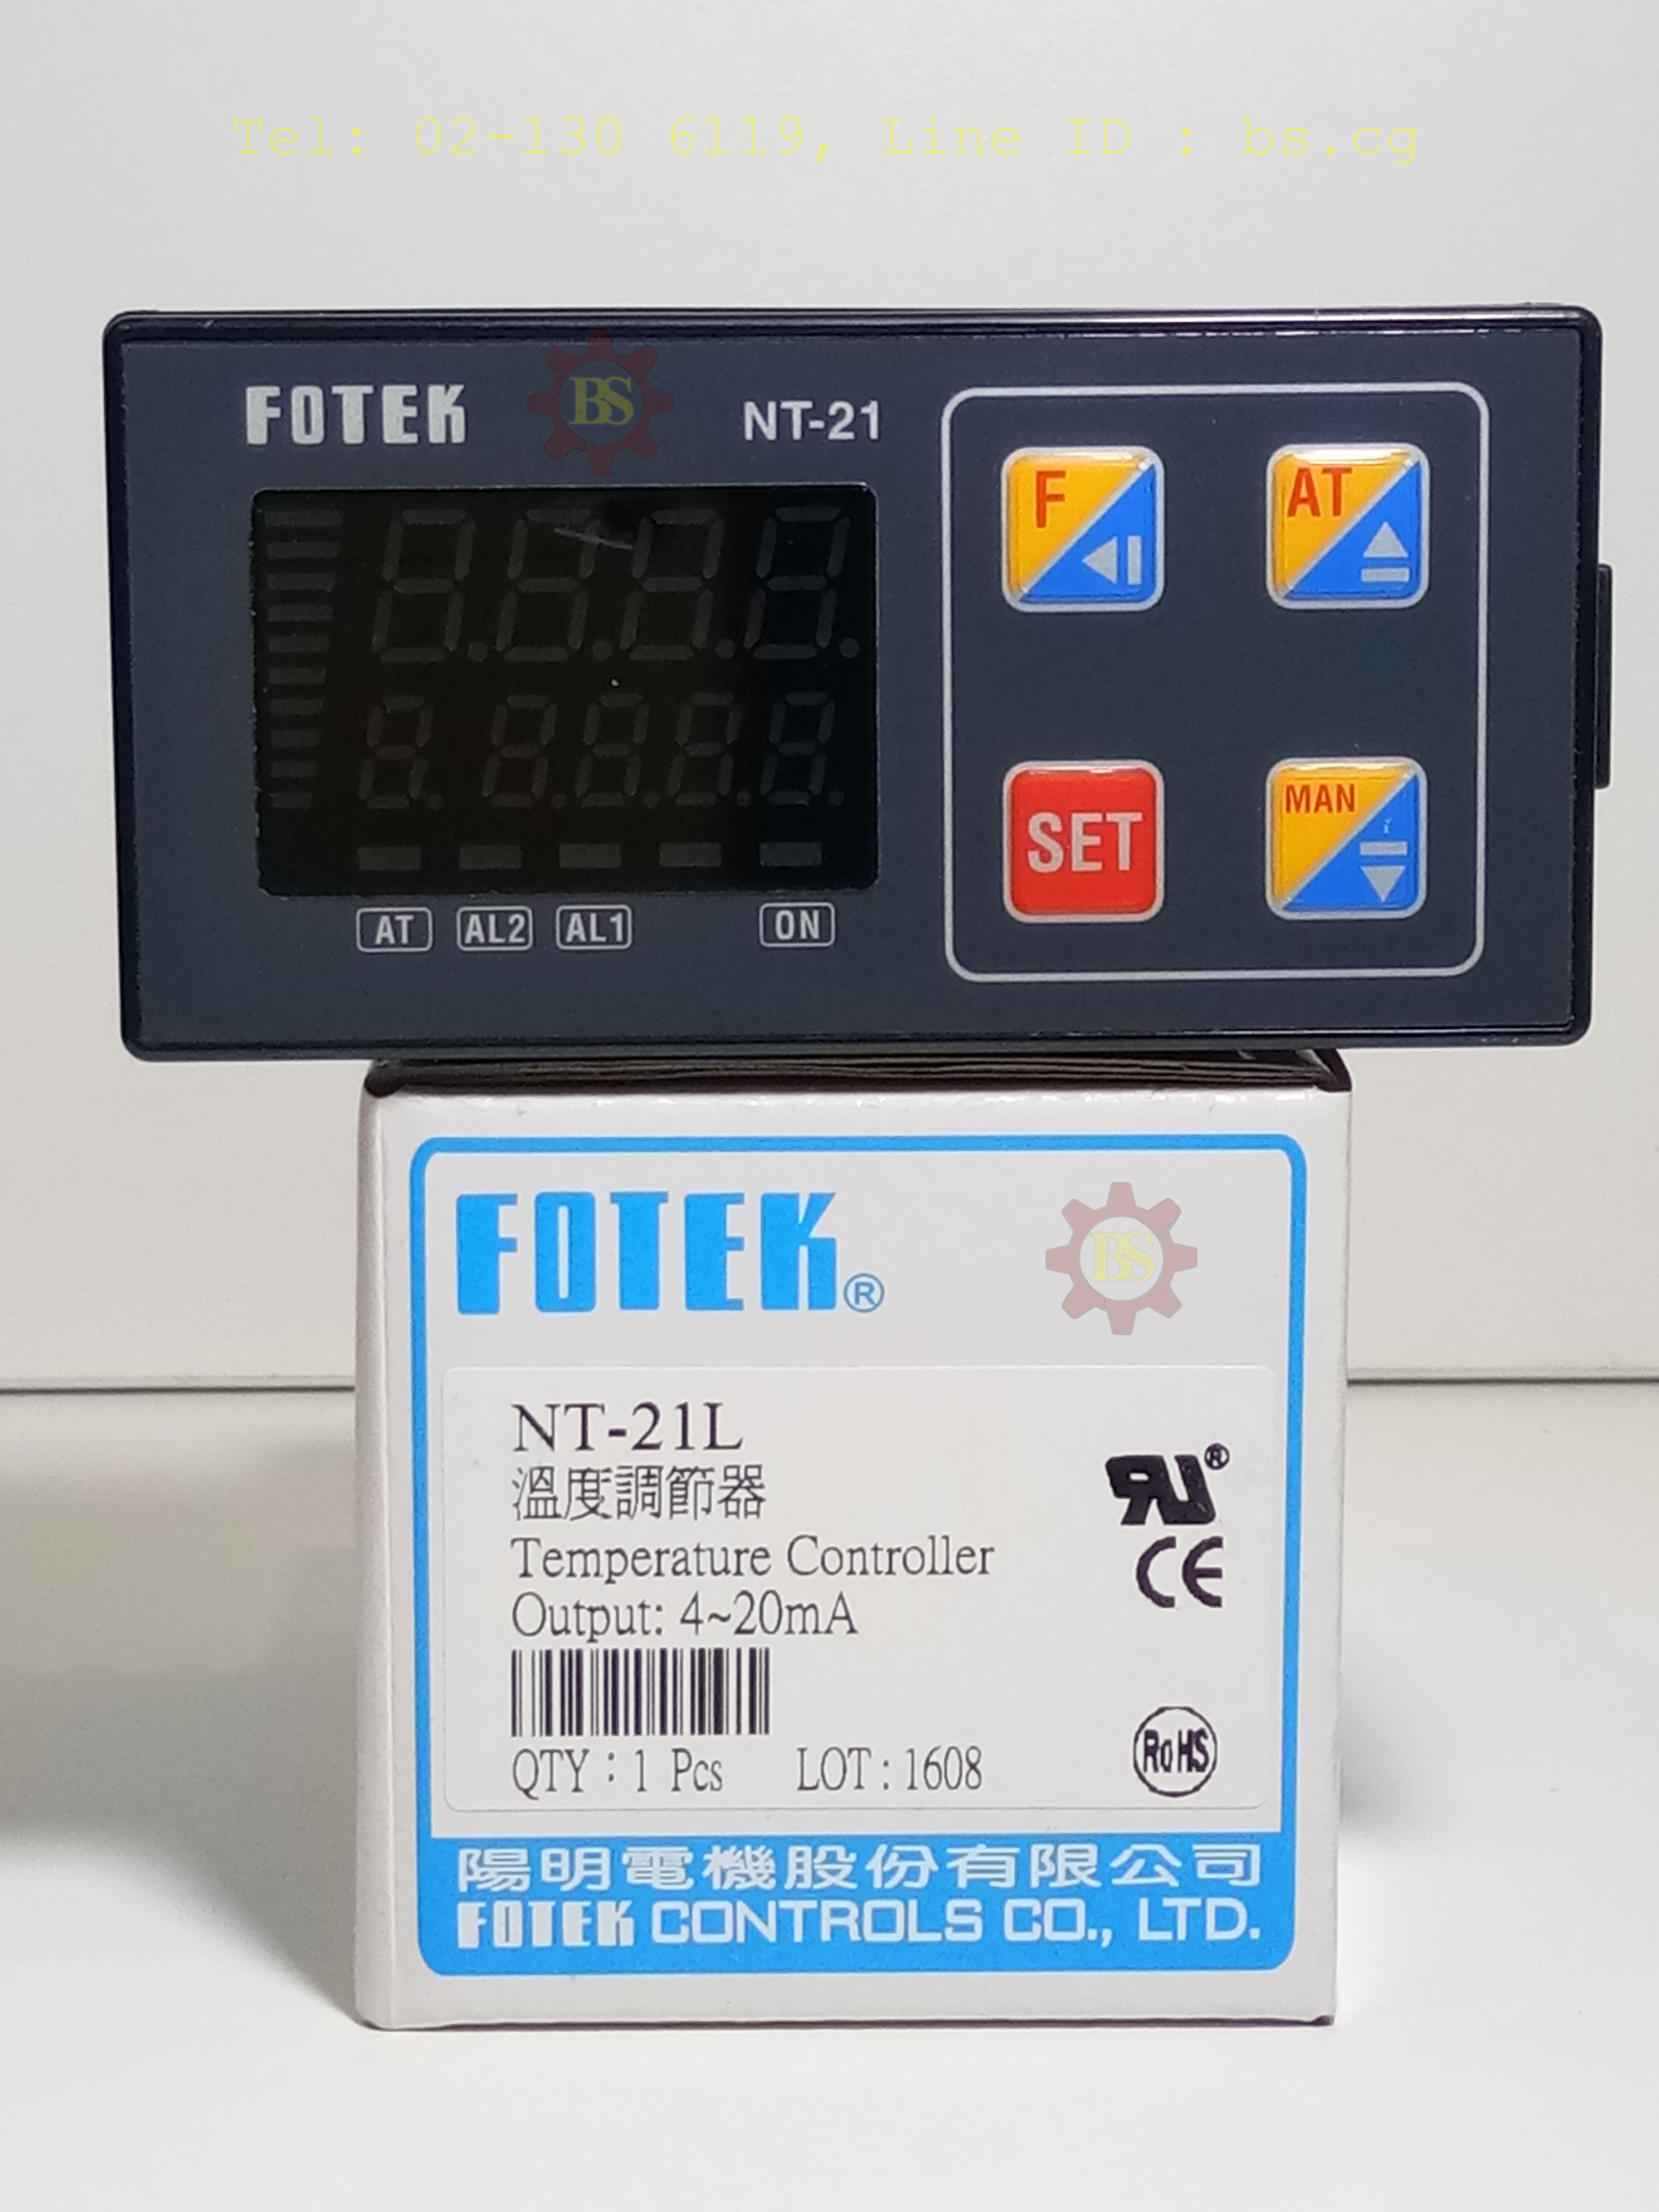 Tel: 02-130 6119, Line ID : bs.cg
FOTEK BS NT-21
F AT
SET MAN
AT AL2 AL1 ON
FOTEK® BS
NT-21L
溫度調節器
Temperature Controller
Output: 4~20mA
RU®
CE
QTY : 1 Pcs LOT : 1608
RoHS
陽明電機股份有限公司
FOTEK CONTROLS CO., LTD.